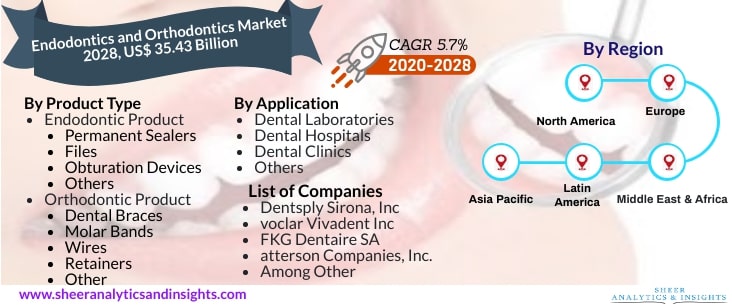 Endodontics and Orthodontics Market
2028, US$ 35.43 Billion
CAGR 5.7%
2020-2028
By Region
North America
Europe
Asia Pacific
Latin
America
Middle East & Africa
By Product Type
• Endodontic Product
• Permanent Sealers
• Files
• Obturation Devices
• Others
• Orthodontic Product
• Dental Braces
• Molar Bands
• Wires
• Retainers
• Other
By Application
• Dental Laboratories
• Dental Hospitals
• Dental Clinics
• Others
List of Companies
• Dentsply Sirona, Inc
• voclar Vivadent Inc
• FKG Dentaire SA
• atterson Companies, Inc.
• Among Other
www.sheeranalyticsandinsights.com
SHEER
ANALYTICS & INSIGHTS